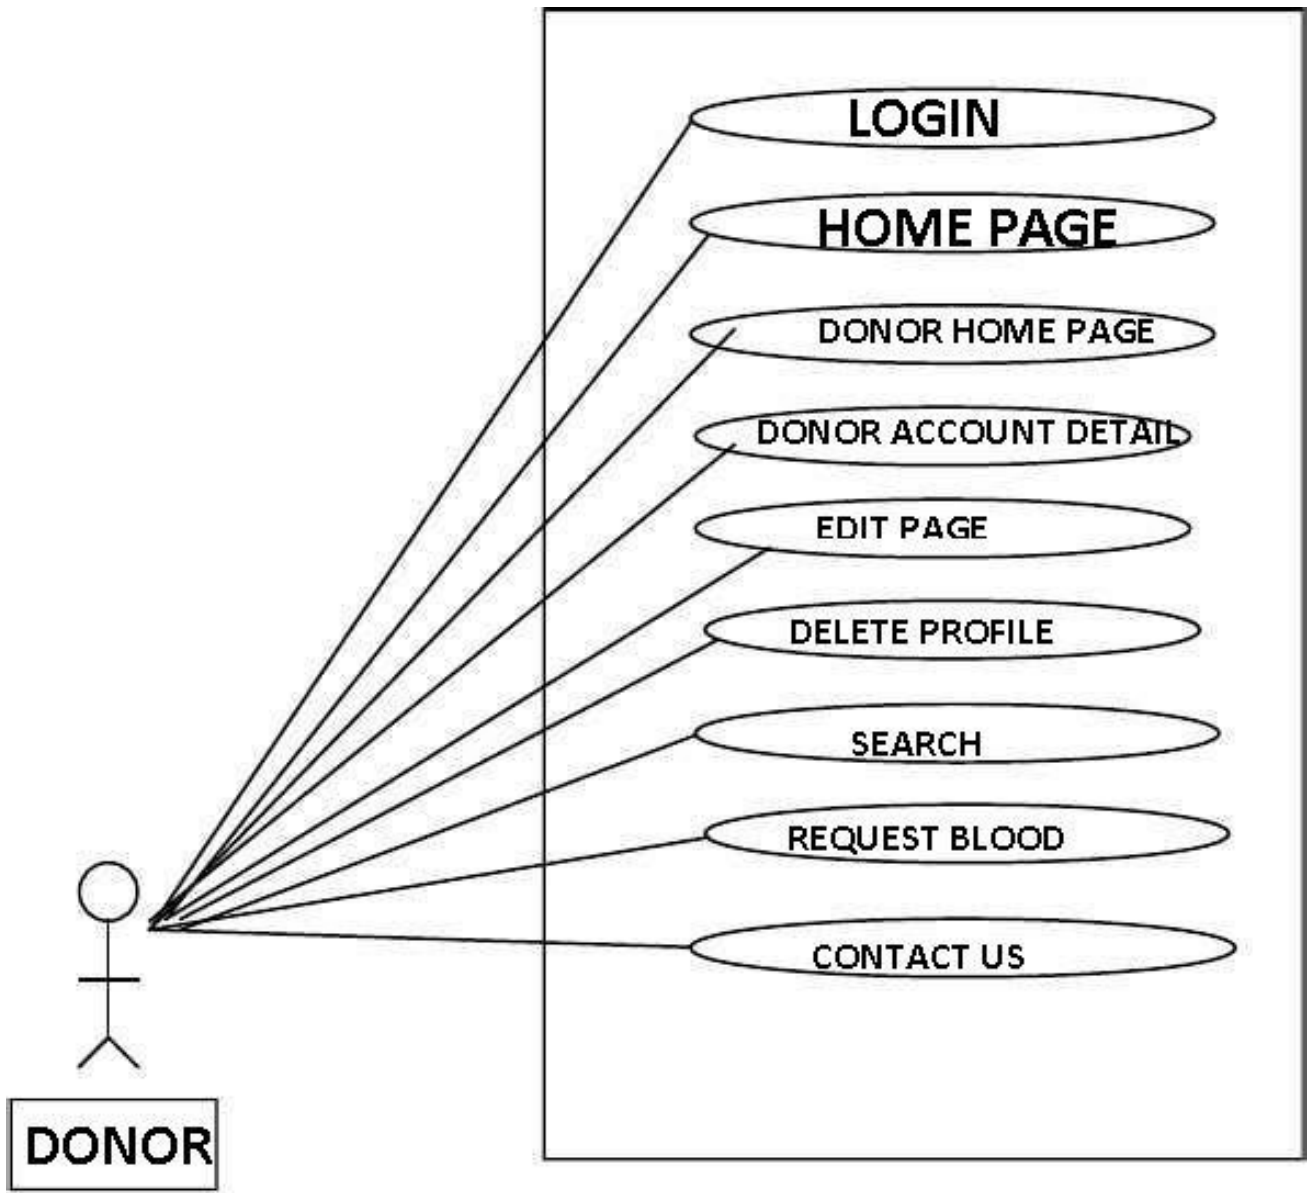 LOGIN
HOME PAGE
DONOR HOME PAGE
DONOR ACCOUNT DETAIL
EDIT PAGE
DELETE PROFILE
SEARCH
REQUEST BLOOD
CONTACT US
DONOR